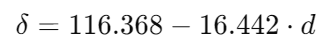 δ = 116.368 − 16.442 · d